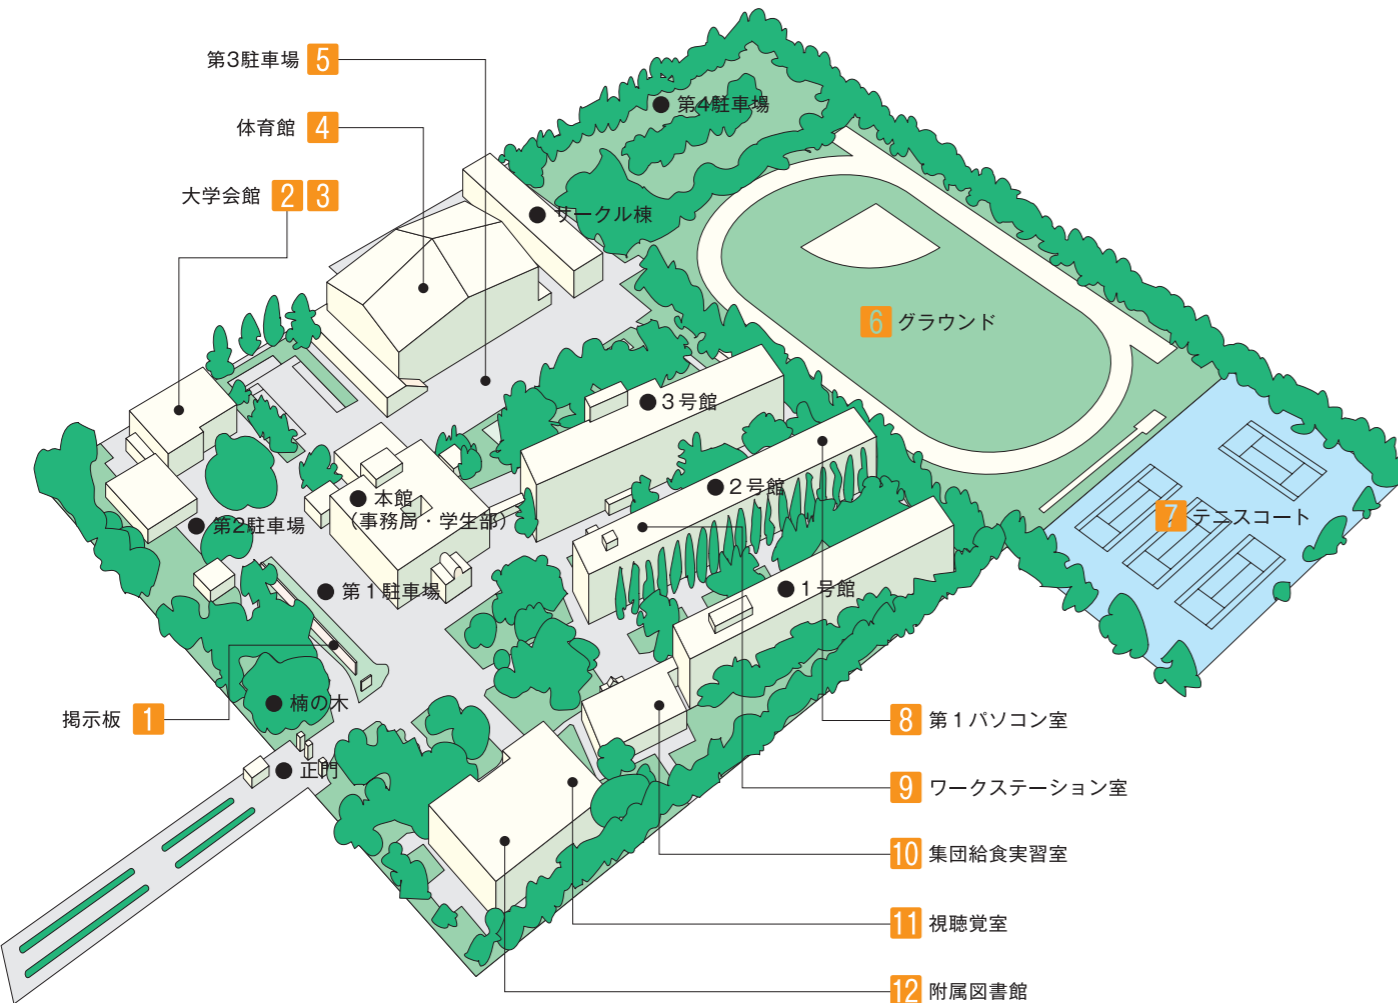 第3駐車場 5
体育館 4
大学会館 2 3
第4駐車場
サークル棟
6 グラウンド
3号館
2号館
本館
（事務局・学生部）
第2駐車場
7 テニスコート
第1駐車場
1号館
楠の木
掲示板 1
正門
8 第1パソコン室
9 ワークステーション室
10 集団給食実習室
11 視聴覚室
12 附属図書館